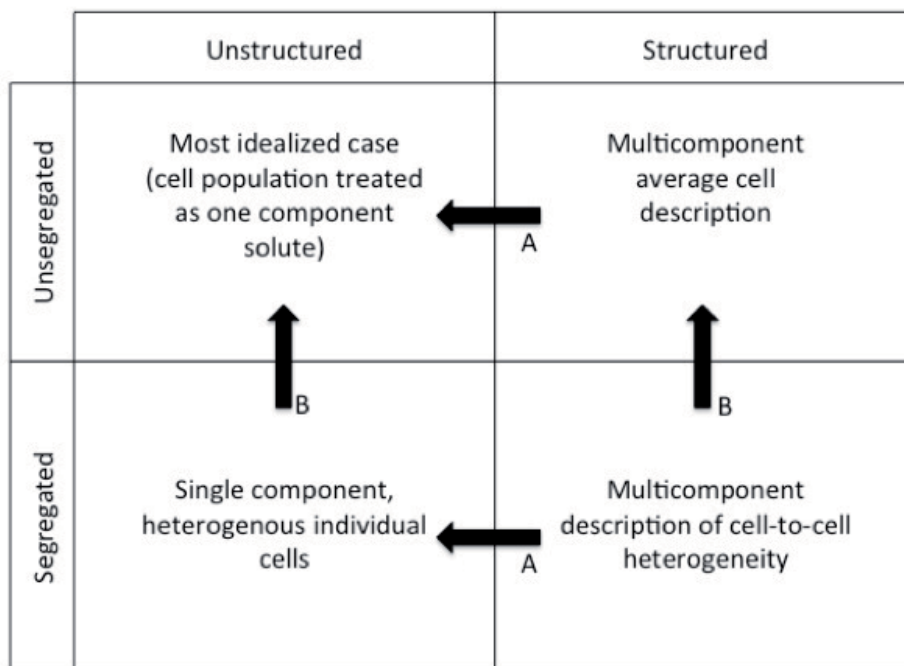 Unstructured
Structured
Unsegregated
Most idealized case
(cell population treated
as one component
solute)
A
Multicomponent
average cell
description
B
B
Segregated
Single component,
heterogenous individual
cells
A
Multicomponent
description of cell-to-cell
heterogeneity